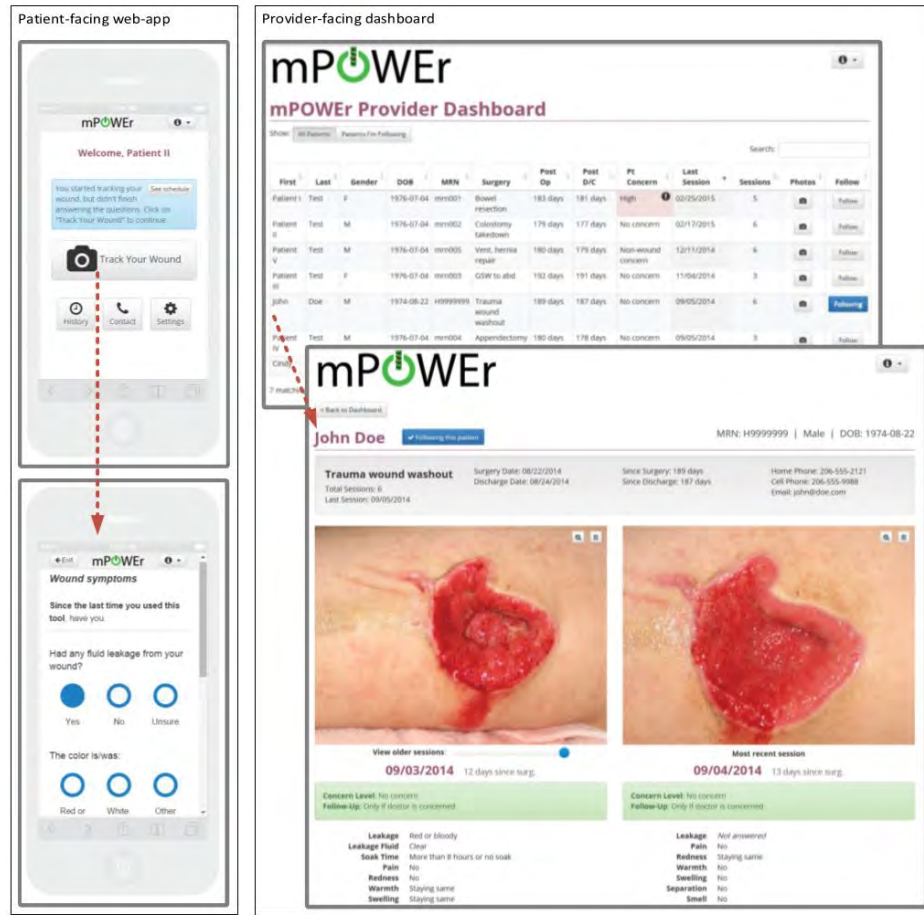 Patient-facing web-app
mPOWEr
Welcome, Patient II
You started tracking your
wound, but didn't finish
answering the questions. Click on
"Track Your Wound" to continue.
See schedule
Track Your Wound
History Contact Settings
Exit mPOWEr
Wound symptoms
Since the last time you used this
tool, have you
Had any fluid leakage from your
wound?
Yes No Unsure
The color is/was:
Red or White Other
Provider-facing dashboard
mPOWEr
mPOWEr Provider Dashboard
Show: All Patients Patients I'm Following
Search:
First Last Gender DOB MRN Surgery Post Op Post D/C Pt Concern Last Session Sessions Photos Follow
Patient I Test F 1976-07-04 mrn001 Bowel resection 183 days 181 days High 02/25/2015 5 Follow
Patient II Test M 1976-07-04 mrn002 Colostomy takedown 179 days 177 days No concern 02/17/2015 6 Follow
Patient V Test M 1976-07-04 mrn005 Vent. hernia repair 180 days 179 days Non-wound concern 12/11/2014 6 Follow
Patient III Test F 1976-07-04 mrn003 GSW to abd 192 days 191 days No concern 11/04/2014 3 Follow
John Doe M 1974-08-22 H9999999 Trauma wound washout 189 days 187 days No concern 09/05/2014 6 Following
Patient IV Test M 1976-07-04 mrn004 Appendectomy 180 days 178 days No concern 09/05/2014 3 Follow
Cindy
7
mPOWEr
< Back to Dashboard
John Doe Following this patient MRN: H9999999 | Male | DOB: 1974-08-22
Trauma wound washout Surgery Date: 08/22/2014 Since Surgery: 189 days Home Phone: 206-555-2121
Total Sessions: 6 Discharge Date: 08/24/2014 Since Discharge: 187 days Cell Phone: 206-555-9988
Last Session: 09/05/2014 Email: john@doe.com
View older sessions:
09/03/2014 12 days since surg.
Concern Level: No concern
Follow-Up: Only if doctor is concerned
Leakage Red or bloody
Leakage Fluid Clear
Soak Time More than 8 hours or no soak
Pain No
Redness No
Warmth Staying same
Swelling Staying same
Most recent session
09/04/2014 13 days since surg.
Concern Level: No concern
Follow-Up: Only if doctor is concerned
Leakage Not answered
Pain No
Redness Staying same
Warmth No
Swelling No
Separation No
Smell No